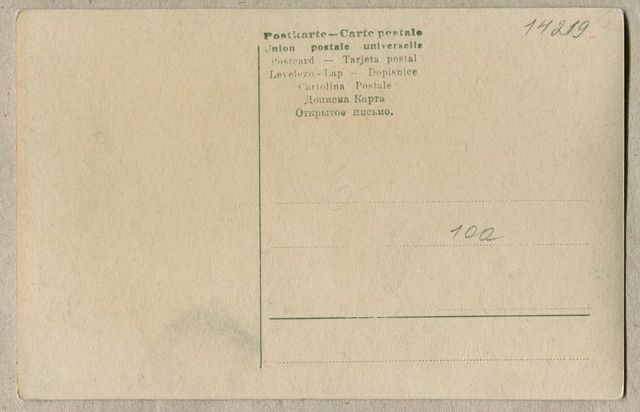 14219
Postkarte—Carte postale
Union postale universelle
Postcard — Tarjeta postal
Levelezo-Lap — Dopisnice
Cartolina Postale
Дописна Карта
Открытое письмо.
100